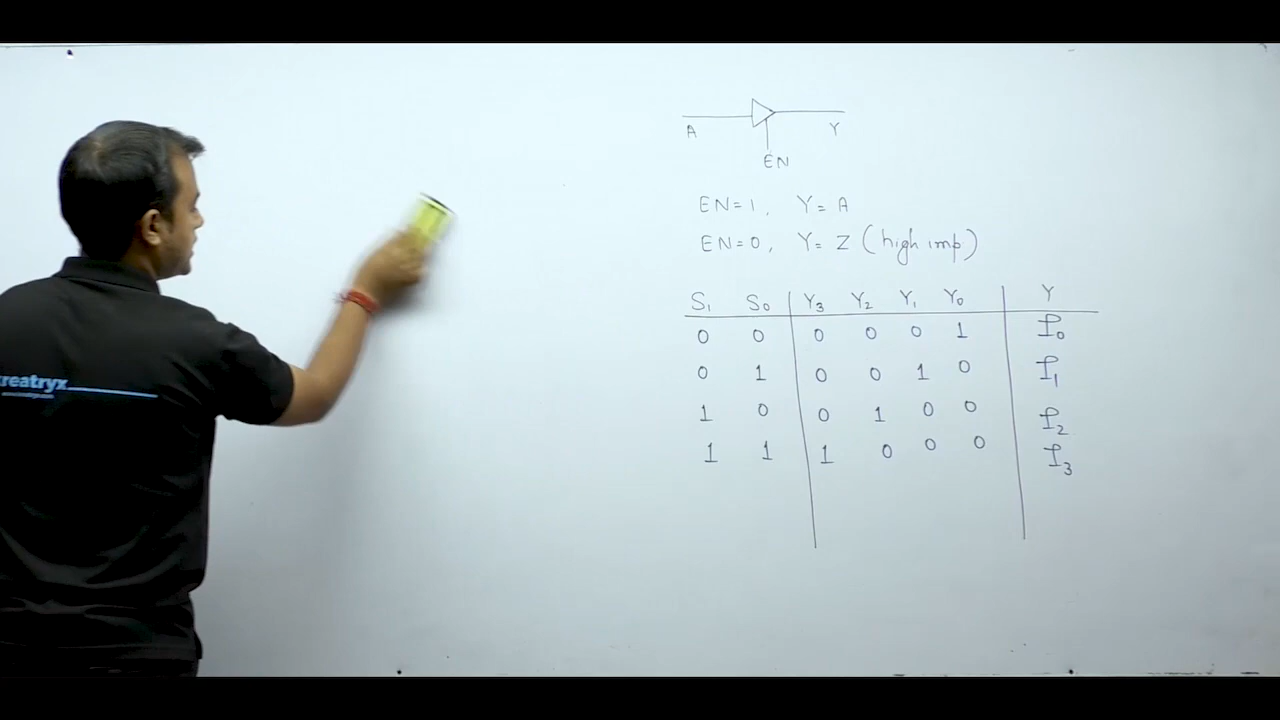 A Y
EN
EN=1, Y=A
EN=0, Y=Z (high imp)
S₁ S₀ Y₃ Y₂ Y₁ Y₀ Y
0 0 0 0 0 1 I₀
0 1 0 0 1 0 I₁
1 0 0 1 0 0 I₂
1 1 1 0 0 0 I₃
creatryx